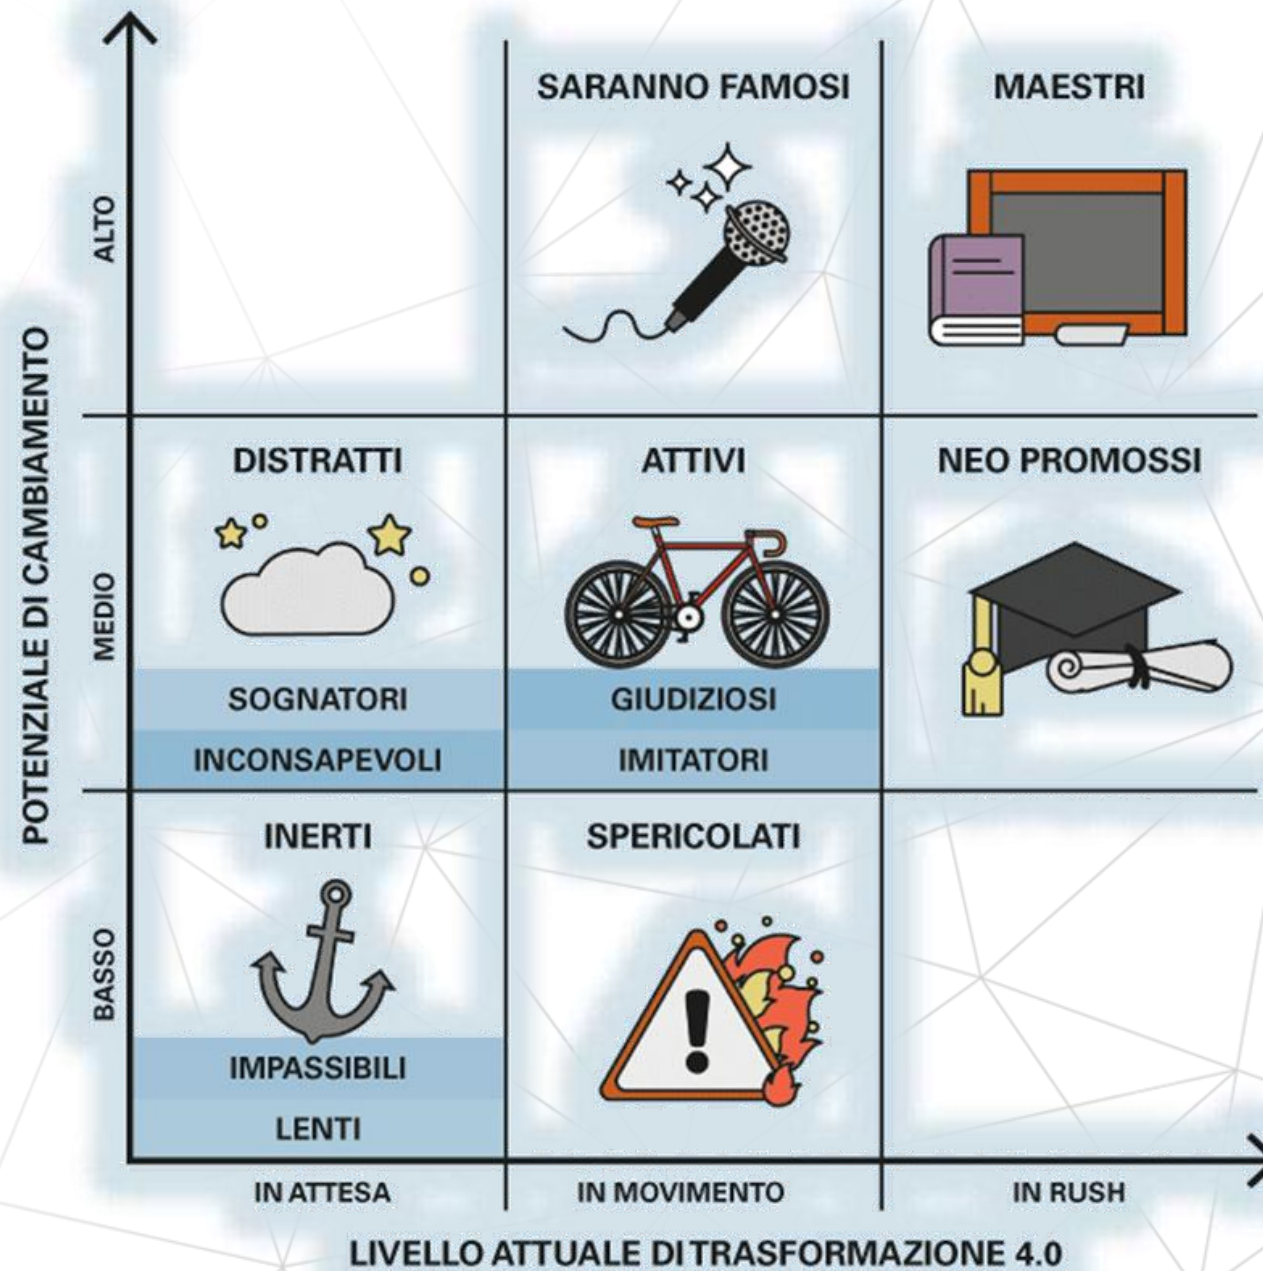 SARANNO FAMOSI
MAESTRI
ALTO
DISTRATTI
ATTIVI
NEO PROMOSSI
POTENZIALE DI CAMBIAMENTO
MEDIO
SOGNATORI
GIUDIZIOSI
INCONSAPEVOLI
IMITATORI
INERTI
SPERICOLATI
BASSO
!
IMPASSIBILI
LENTI
IN ATTESA
IN MOVIMENTO
IN RUSH
LIVELLO ATTUALE DI TRASFORMAZIONE 4.0